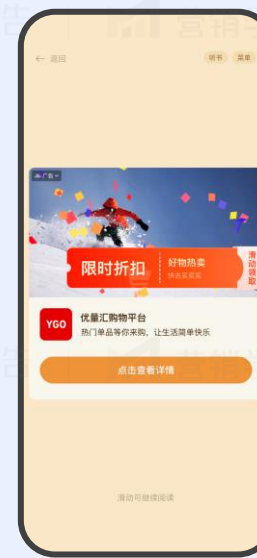 ← 返回
听书 菜单
广告
限时折扣
好物热卖
快去买买买
滑动领取
YGO
优量汇购物平台
热门单品等你来购，让生活简单快乐
点击查看详情
滑动可继续阅读